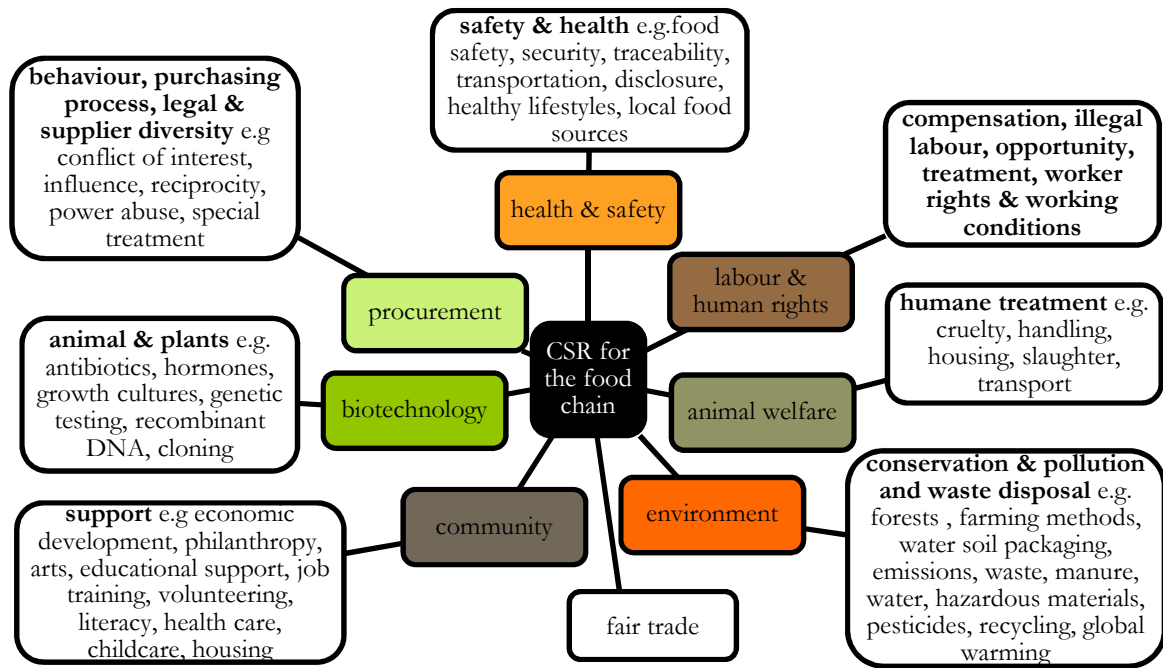 safety & health e.g.food
safety, security, traceability,
transportation, disclosure,
healthy lifestyles, local food
sources
behaviour, purchasing
process, legal &
supplier diversity e.g
conflict of interest,
influence, reciprocity,
power abuse, special
treatment
compensation, illegal
labour, opportunity,
treatment, worker
rights & working
conditions
health & safety
labour &
human rights
procurement
humane treatment e.g.
cruelty, handling,
housing, slaughter,
transport
animal & plants e.g.
antibiotics, hormones,
growth cultures, genetic
testing, recombinant
DNA, cloning
CSR for
the food
chain
biotechnology
animal welfare
conservation & pollution
and waste disposal e.g.
forests , farming methods,
water soil packaging,
emissions, waste, manure,
water, hazardous materials,
pesticides, recycling, global
warming
support e.g economic
development, philanthropy,
arts, educational support, job
training, volunteering,
literacy, health care,
childcare, housing
community
environment
fair trade